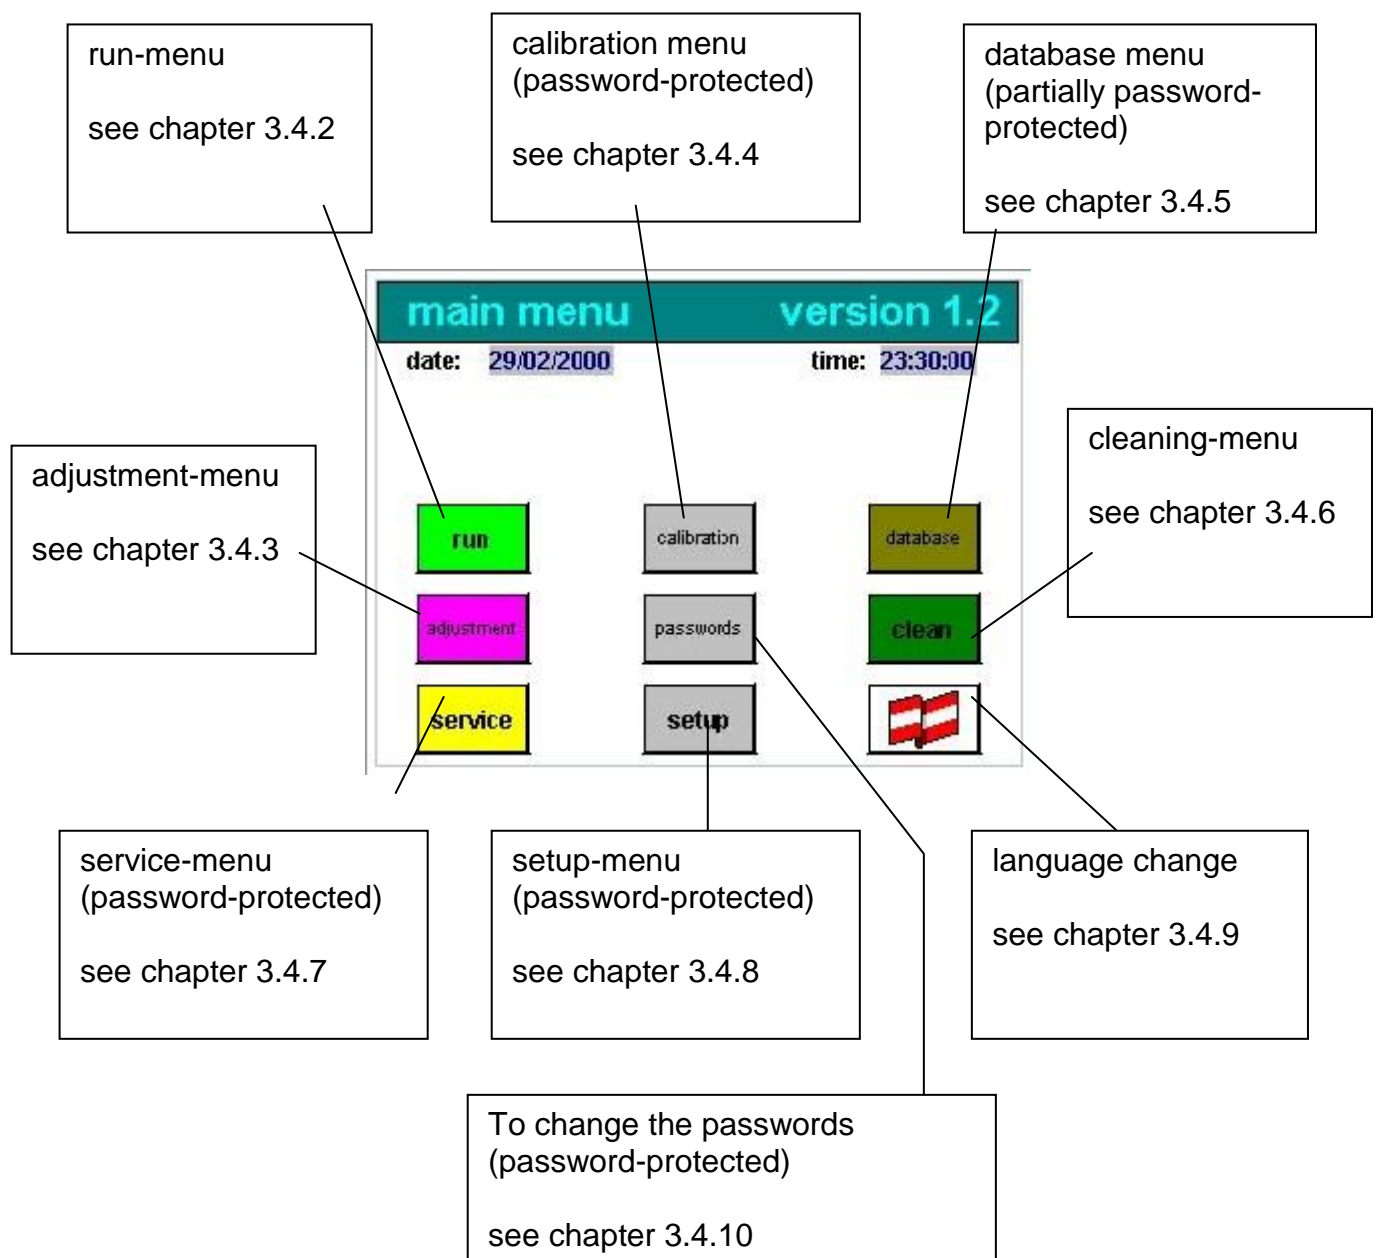 run-menu
see chapter 3.4.2
calibration menu
(password-protected)
see chapter 3.4.4
database menu
(partially password-
protected)
see chapter 3.4.5
main menu version 1.2
date: 29/02/2000 time: 23:30:00
adjustment-menu
see chapter 3.4.3
cleaning-menu
see chapter 3.4.6
run calibration database
adjustment passwords clean
service setup
service-menu
(password-protected)
see chapter 3.4.7
setup-menu
(password-protected)
see chapter 3.4.8
language change
see chapter 3.4.9
To change the passwords
(password-protected)
see chapter 3.4.10